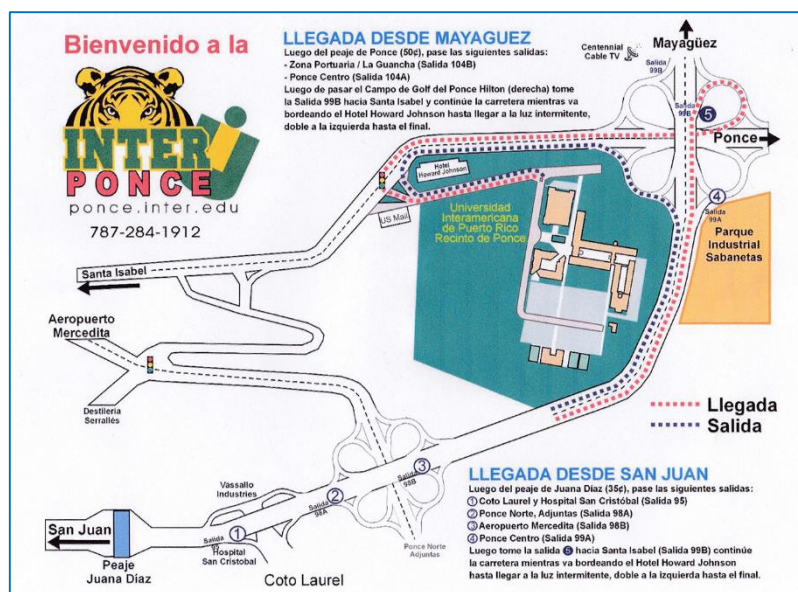 Bienvenido a la
INTER
PONCE
ponce.inter.edu
787-284-1912
LLEGADA DESDE MAYAGUEZ
Luego del peaje de Ponce (50¢), pase las siguientes salidas:
- Zona Portuaria / La Guancha (Salida 104B)
- Ponce Centro (Salida 104A)
Luego de pasar el Campo de Golf del Ponce Hilton (derecha) tome
la Salida 99B hacia Santa Isabel y continúe la carretera mientras va
bordeando el Hotel Howard Johnson hasta llegar a la luz intermitente,
doble a la izquierda hasta el final.
Centennial
Cable TV
Mayagüez
Salida
99B
Salida
99B
5
Ponce
4
Salida
99A
Parque
Industrial
Sabanetas
Hotel
Howard Johnson
US Mail
Universidad
Interamericana
de Puerto Rico
Recinto de Ponce
Santa Isabel
Aeropuerto
Mercedita
Destilería
Serrallés
Llegada
Salida
Vassallo
Industries
Salida
98A
2
Salida
98B
3
San Juan
Peaje
Juana Díaz
Salida
95
1
Hospital
San Cristobal
Coto Laurel
Ponce Norte
Adjuntas
LLEGADA DESDE SAN JUAN
Luego del peaje de Juana Díaz (35¢), pase las siguientes salidas:
1 Coto Laurel y Hospital San Cristóbal (Salida 95)
2 Ponce Norte, Adjuntas (Salida 98A)
3 Aeropuerto Mercedita (Salida 98B)
4 Ponce Centro (Salida 99A)
Luego tome la salida 5 hacia Santa Isabel (Salida 99B) continúe
la carretera mientras va bordeando el Hotel Howard Johnson
hasta llegar a la luz intermitente, doble a la izquierda hasta el final.